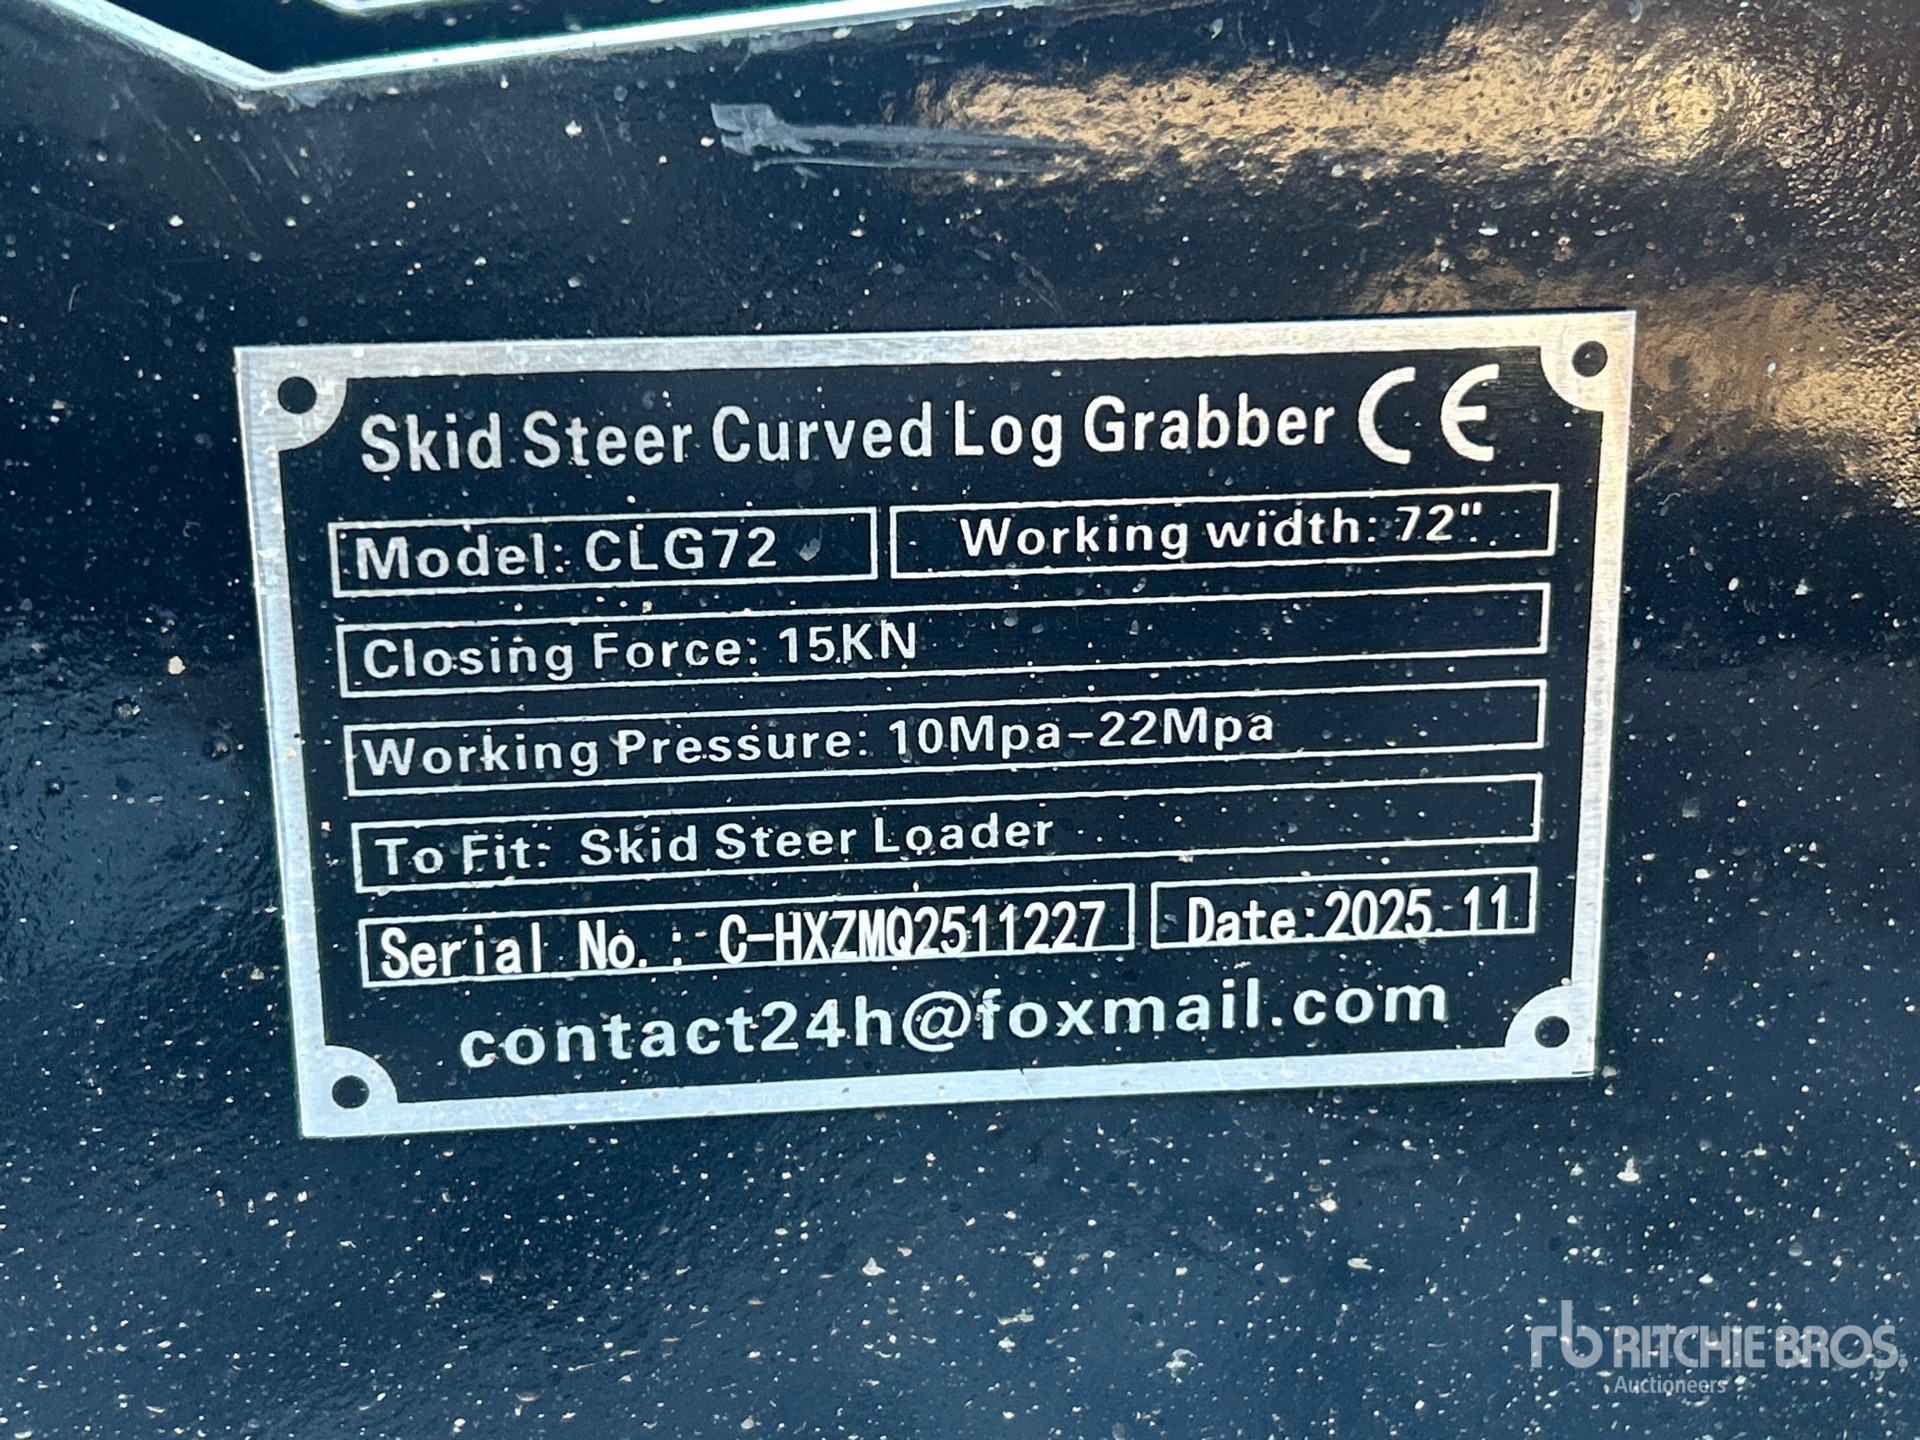 Skid Steer Curved Log Grabber CE
Model: CLG72
Working width: 72"
Closing Force: 15KN
Working Pressure: 10Mpa-22Mpa
To Fit: Skid Steer Loader
Serial No.: C-HXZMQ2511227
Date:2025.11
contact24h@foxmail.com
rb RITCHIE BROS.
Auctioneers